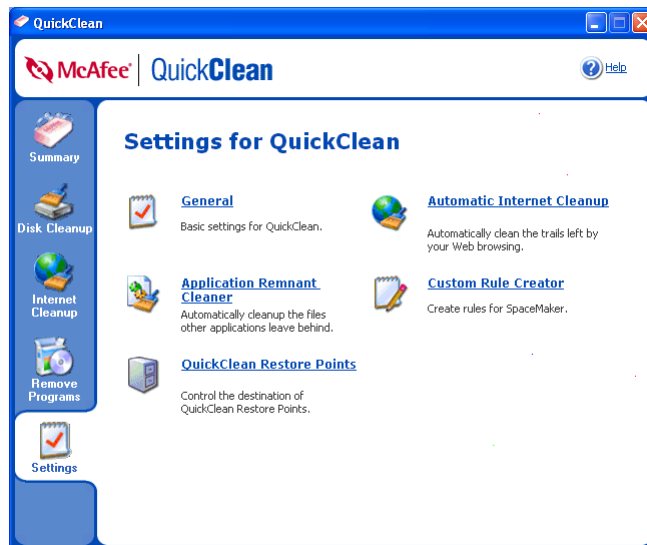 QuickClean
McAfee® QuickClean
Help
Summary
Disk Cleanup
Internet
Cleanup
Remove
Programs
Settings
Settings for QuickClean
General
Basic settings for QuickClean.
Automatic Internet Cleanup
Automatically clean the trails left by
your Web browsing.
Application Remnant
Cleaner
Automatically cleanup the files
other applications leave behind.
Custom Rule Creator
Create rules for SpaceMaker.
QuickClean Restore Points
Control the destination of
QuickClean Restore Points.